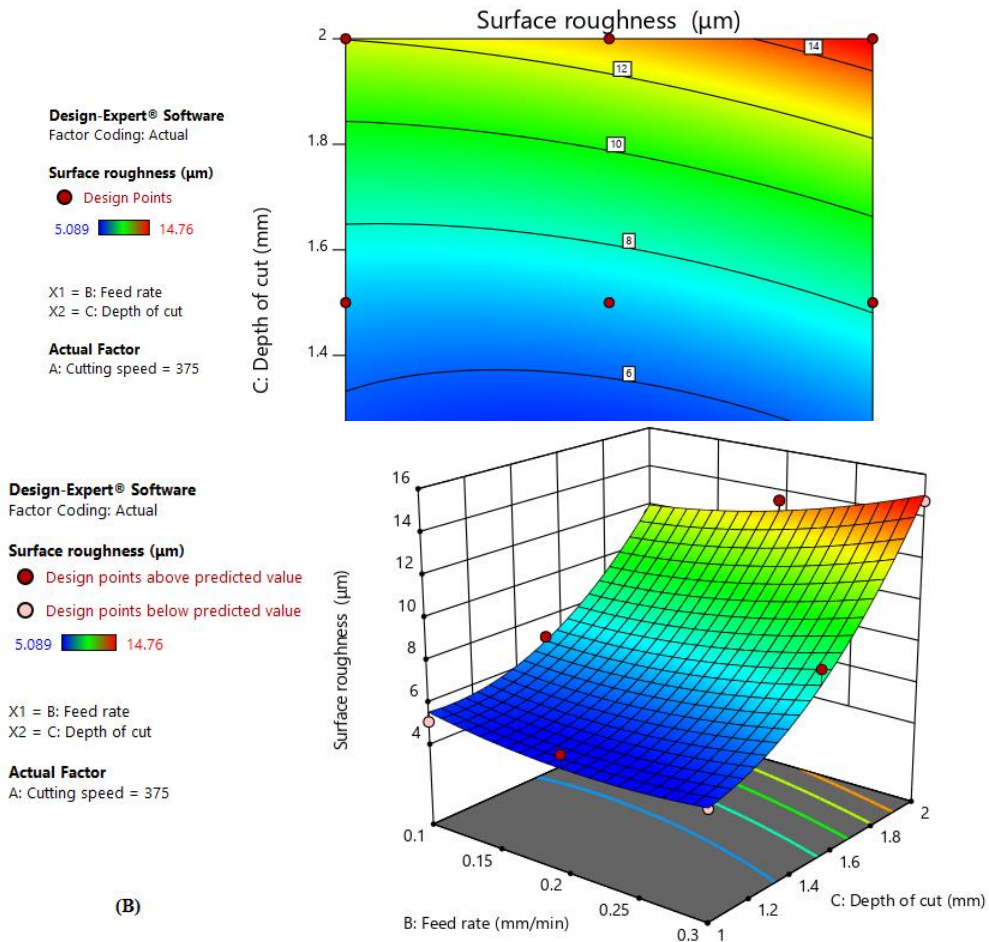 Surface roughness (μm)
Design-Expert® Software
Factor Coding: Actual
Surface roughness (μm)
Design Points
5.089 14.76
X1 = B: Feed rate
X2 = C: Depth of cut
Actual Factor
A: Cutting speed = 375
C: Depth of cut (mm)
2
1.8
1.6
1.4
14
12
10
8
6
Design-Expert® Software
Factor Coding: Actual
Surface roughness (μm)
Design points above predicted value
Design points below predicted value
5.089 14.76
X1 = B: Feed rate
X2 = C: Depth of cut
Actual Factor
A: Cutting speed = 375
(B)
Surface roughness (μm)
16
14
12
10
8
6
4
0.1
0.15
0.2
0.25
0.3
B: Feed rate (mm/min)
1
1.2
1.4
1.6
1.8
2
C: Depth of cut (mm)